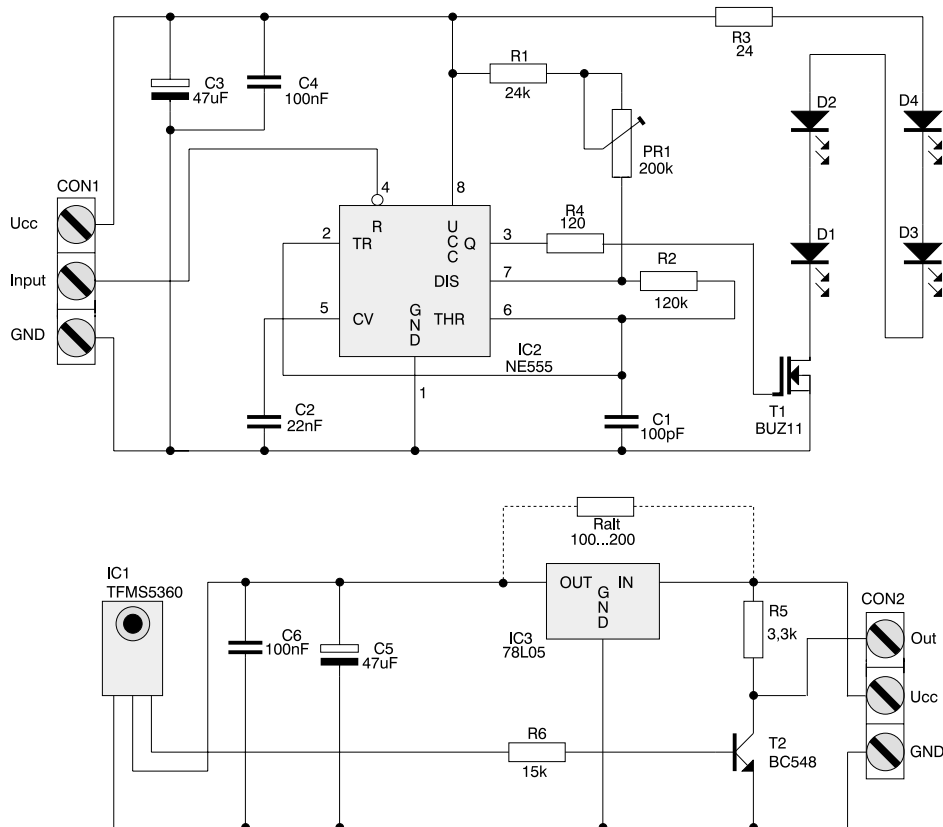 R3
24
R1
24k
C3
47uF
C4
100nF
D2
D4
PR1
200k
CON1
4
8
Ucc
R
R4
120
2
TR
UCC
Q
3
D1
D3
R2
120k
Input
DIS
7
5
CV
GND
THR
6
GND
IC2
NE555
1
C2
22nF
C1
100pF
T1
BUZ11
Ralt
100...200
IC1
TFMS5360
OUT
GND
IN
CON2
R5
3,3k
C6
100nF
C5
47uF
IC3
78L05
Out
Ucc
R6
15k
T2
BC548
GND